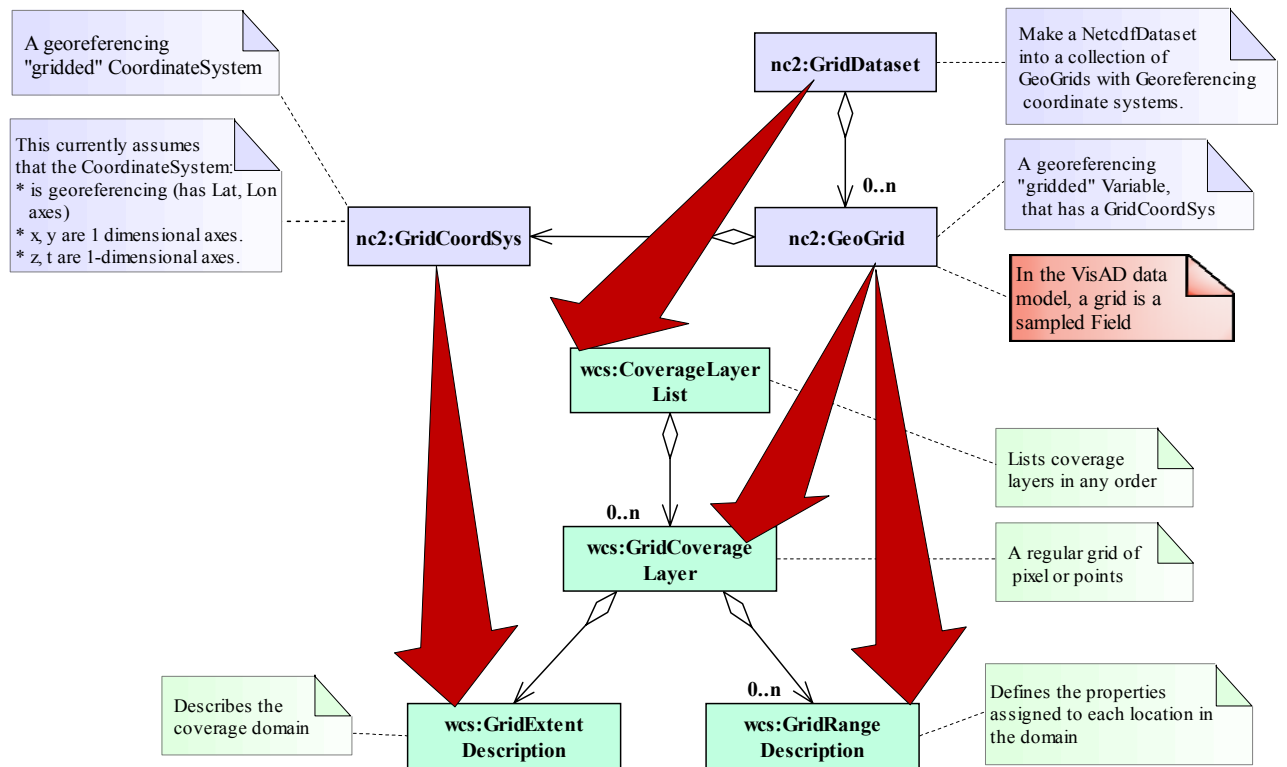 A georeferencing
"gridded" CoordinateSystem
nc2:GridDataset
Make a NetcdfDataset
into a collection of
GeoGrids with Georeferencing
coordinate systems.
This currently assumes
that the CoordinateSystem:
* is georeferencing (has Lat, Lon
axes)
* x, y are 1 dimensional axes.
* z, t are 1-dimensional axes.
0..n
A georeferencing
"gridded" Variable,
that has a GridCoordSys
nc2:GridCoordSys
nc2:GeoGrid
In the VisAD data
model, a grid is a
sampled Field
wcs:CoverageLayer
List
Lists coverage
layers in any order
0..n
wcs:GridCoverage
Layer
A regular grid of
pixel or points
Describes the
coverage domain
wcs:GridExtent
Description
0..n
wcs:GridRange
Description
Defines the properties
assigned to each location in
the domain